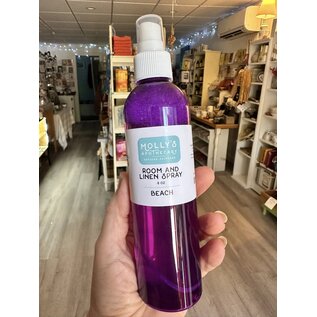 MOLLY'S
APOTHECARY
ROOM AND
LINEN SPRAY
8 OZ
BEACH